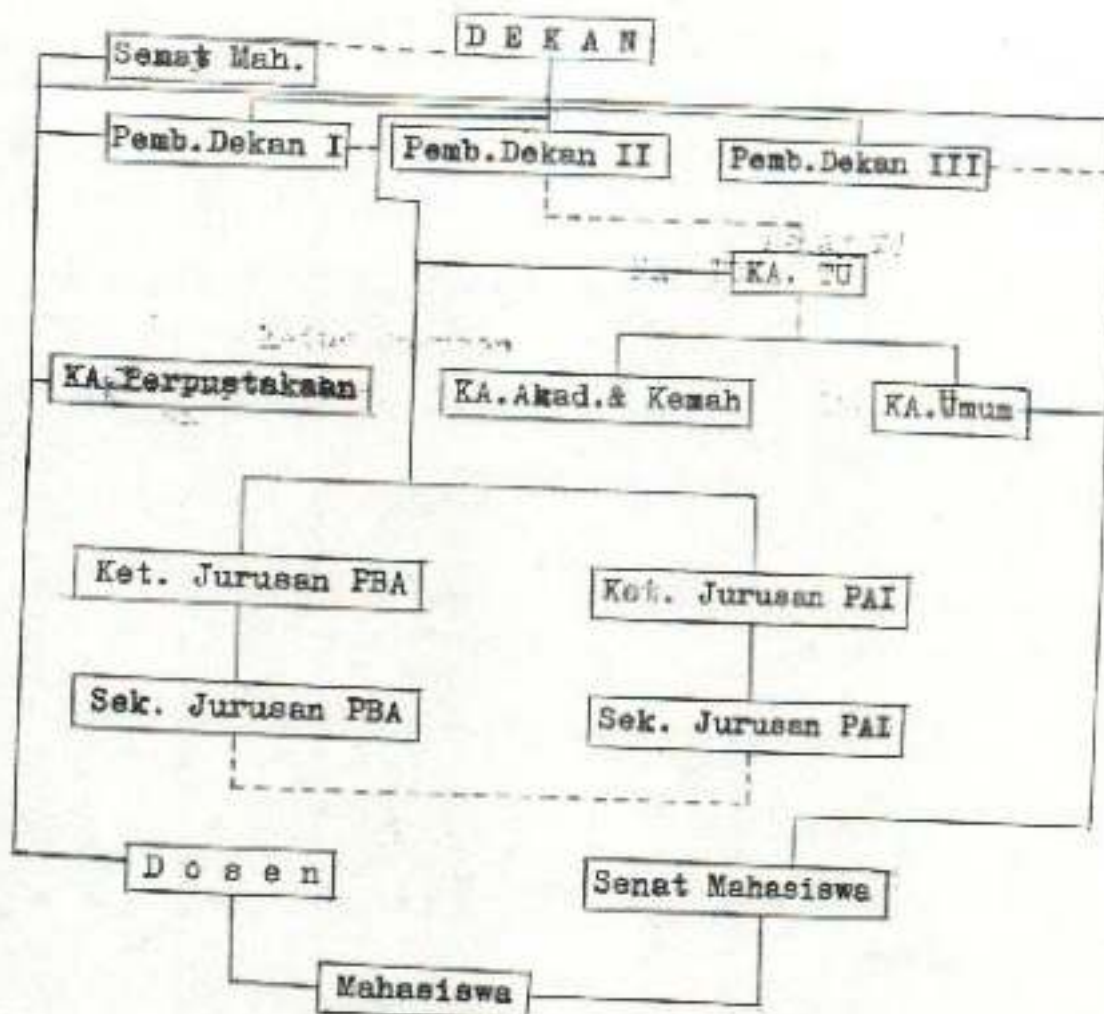 D E K A N
Senat Mah.
Pemb.Dekan I
Pemb.Dekan II
Pemb.Dekan III
KA. TU
KA.Perpustakaan
KA.Akad.& Kemah
KA.Umum
Ket. Jurusan PBA
Ket. Jurusan PAI
Sek. Jurusan PBA
Sek. Jurusan PAI
D o s e n
Senat Mahasiswa
Mahasiswa